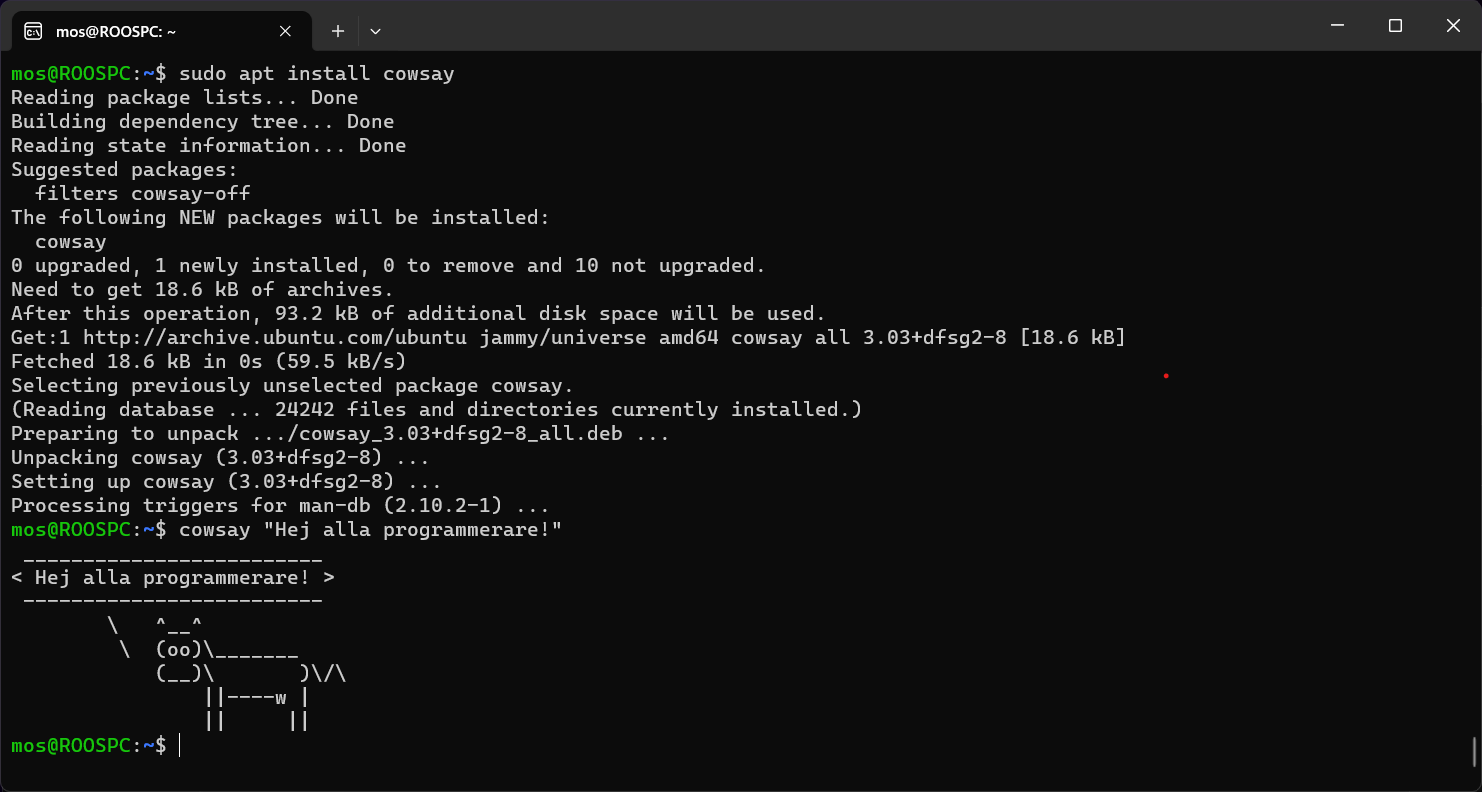 mos@ROOSPC: ~
mos@ROOSPC:~$ sudo apt install cowsay
Reading package lists... Done
Building dependency tree... Done
Reading state information... Done
Suggested packages:
  filters cowsay-off
The following NEW packages will be installed:
  cowsay
0 upgraded, 1 newly installed, 0 to remove and 10 not upgraded.
Need to get 18.6 kB of archives.
After this operation, 93.2 kB of additional disk space will be used.
Get:1 http://archive.ubuntu.com/ubuntu jammy/universe amd64 cowsay all 3.03+dfsg2-8 [18.6 kB]
Fetched 18.6 kB in 0s (59.5 kB/s)
Selecting previously unselected package cowsay.
(Reading database ... 24242 files and directories currently installed.)
Preparing to unpack .../cowsay_3.03+dfsg2-8_all.deb ...
Unpacking cowsay (3.03+dfsg2-8) ...
Setting up cowsay (3.03+dfsg2-8) ...
Processing triggers for man-db (2.10.2-1) ...
mos@ROOSPC:~$ cowsay "Hej alla programmerare!"
 _________________________
< Hej alla programmerare! >
 -------------------------
        \   ^__^
         \  (oo)\_______
            (__)\       )\/\
                ||----w |
                ||     ||
mos@ROOSPC:~$